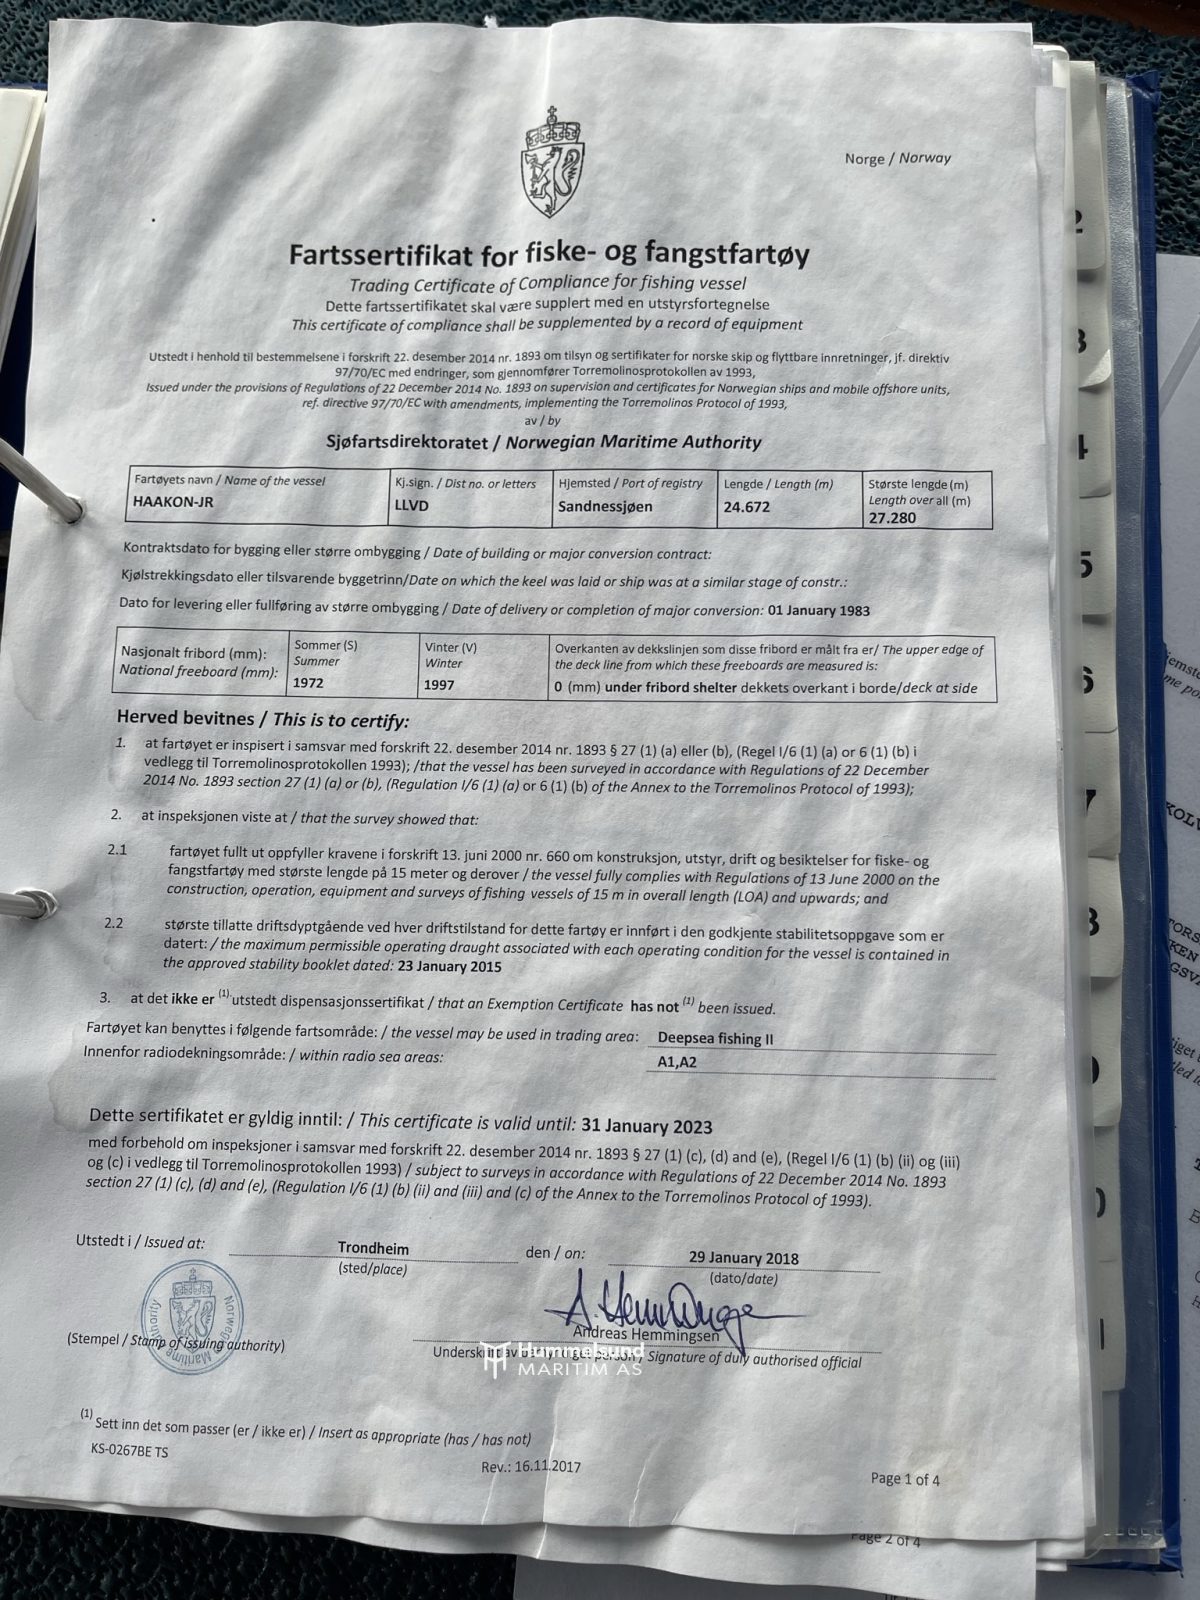 Norge / Norway
Fartssertifikat for fiske- og fangstfartøy
Trading Certificate of Compliance for fishing vessel
Dette fartssertifikatet skal være supplert med en utstyrsfortegnelse
This certificate of compliance shall be supplemented by a record of equipment
Utstedt i henhold til bestemmelsene i forskrift 22. desember 2014 nr. 1893 om tilsyn og sertifikater for norske skip og flyttbare innretninger, jf. direktiv
97/70/EC med endringer, som gjennomfører Torremolinosprotokollen av 1993,
Issued under the provisions of Regulations of 22 December 2014 No. 1893 on supervision and certificates for Norwegian ships and mobile offshore units,
ref. directive 97/70/EC with amendments, implementing the Torremolinos Protocol of 1993,
av / by
Sjøfartsdirektoratet / Norwegian Maritime Authority
Fartøyets navn / Name of the vessel
HAAKON-JR
Kj.sign. / Dist no. or letters
LLVD
Hjemsted / Port of registry
Sandnessjøen
Lengde / Length (m)
24.672
Største lengde (m)
Length over all (m)
27.280
Kontraktsdato for bygging eller større ombygging / Date of building or major conversion contract:
Kjølstrekkingsdato eller tilsvarende byggetrinn/Date on which the keel was laid or ship was at a similar stage of constr.:
Dato for levering eller fullføring av større ombygging / Date of delivery or completion of major conversion: 01 January 1983
Nasjonalt fribord (mm):
National freeboard (mm):
Sommer (S)
Summer
1972
Vinter (V)
Winter
1997
Overkanten av dekkslinjen som disse fribord er målt fra er/ The upper edge of
the deck line from which these freeboards are measured is:
0 (mm) under fribord shelter dekkets overkant i borde/deck at side
Herved bevitnes / This is to certify:
1. at fartøyet er inspisert i samsvar med forskrift 22. desember 2014 nr. 1893 § 27 (1) (a) eller (b), (Regel I/6 (1) (a) or 6 (1) (b) i
vedlegg til Torremolinosprotokollen 1993); /that the vessel has been surveyed in accordance with Regulations of 22 December
2014 No. 1893 section 27 (1) (a) or (b), (Regulation I/6 (1) (a) or 6 (1) (b) of the Annex to the Torremolinos Protocol of 1993);
2. at inspeksjonen viste at / that the survey showed that:
2.1 fartøyet fullt ut oppfyller kravene i forskrift 13. juni 2000 nr. 660 om konstruksjon, utstyr, drift og besiktelser for fiske- og
fangstfartøy med største lengde på 15 meter og derover / the vessel fully complies with Regulations of 13 June 2000 on the
construction, operation, equipment and surveys of fishing vessels of 15 m in overall length (LOA) and upwards; and
2.2 største tillatte driftsdyptgående ved hver driftstilstand for dette fartøy er innført i den godkjente stabilitetsoppgave som er
datert: / the maximum permissible operating draught associated with each operating condition for the vessel is contained in
the approved stability booklet dated: 23 January 2015
3. at det ikke er (1) utstedt dispensasjonssertifikat / that an Exemption Certificate has not (1) been issued.
Fartøyet kan benyttes i følgende fartsområde: / the vessel may be used in trading area: Deepsea fishing II
Innenfor radiodekningsområde: / within radio sea areas: A1,A2
Dette sertifikatet er gyldig inntil: / This certificate is valid until: 31 January 2023
med forbehold om inspeksjoner i samsvar med forskrift 22. desember 2014 nr. 1893 § 27 (1) (c), (d) and (e), (Regel I/6 (1) (b) (ii) og (iii)
og (c) i vedlegg til Torremolinosprotokollen 1993) / subject to surveys in accordance with Regulations of 22 December 2014 No. 1893
section 27 (1) (c), (d) and (e), (Regulation I/6 (1) (b) (ii) and (iii) and (c) of the Annex to the Torremolinos Protocol of 1993).
Utstedt i / Issued at: Trondheim den / on: 29 January 2018
(sted/place) (dato/date)
Norwegian Maritime Authority
(Stempel / Stamp of issuing authority)
A. Hemmingsen
Andreas Hemmingsen
Underskrift av person / Signature of duly authorised official
Hummelsund
MARITIM AS
(1) Sett inn det som passer (er / ikke er) / Insert as appropriate (has / has not)
KS-0267BE TS
Rev.: 16.11.2017
Page 1 of 4
Page 2 of 4
2
3
4
5
6
7
8